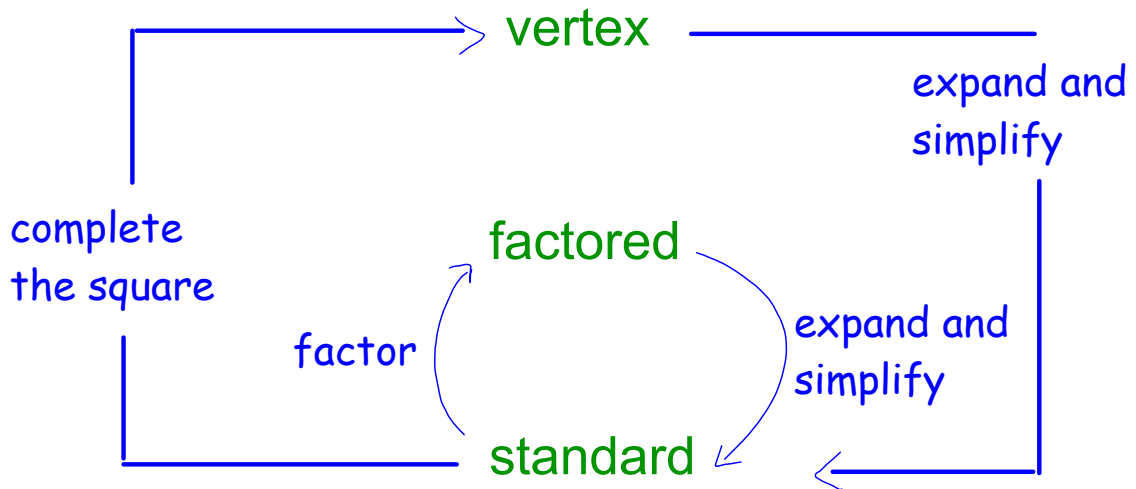 vertex
expand and
simplify
complete
the square
factored
factor
expand and
simplify
standard